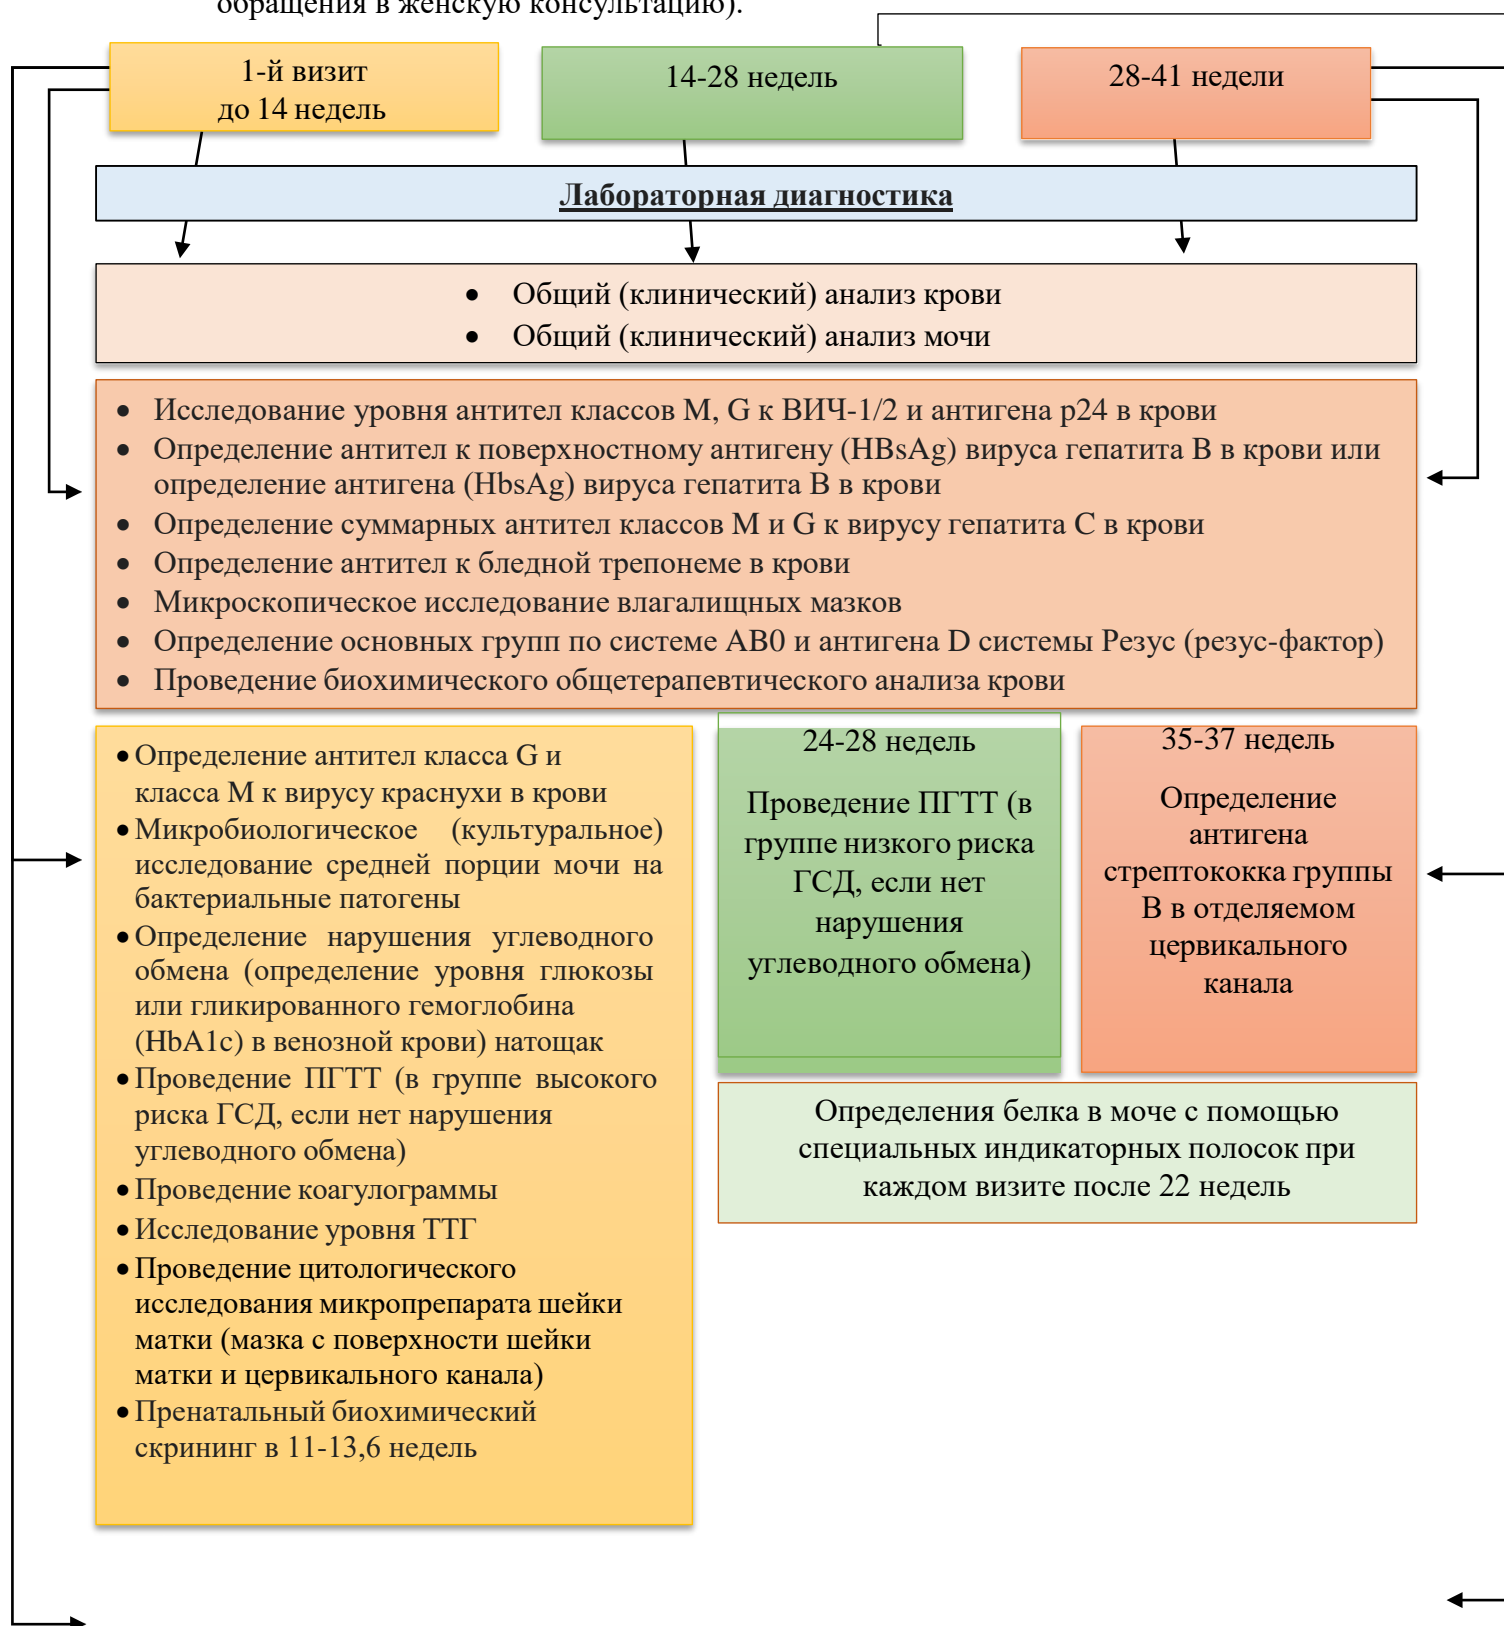 обращения в женскую консультацию).
1-й визит
до 14 недель
14-28 недель
28-41 недели
Лабораторная диагностика
• Общий (клинический) анализ крови
• Общий (клинический) анализ мочи
• Исследование уровня антител классов M, G к ВИЧ-1/2 и антигена p24 в крови
• Определение антител к поверхностному антигену (HBsAg) вируса гепатита B в крови или
определение антигена (HbsAg) вируса гепатита B в крови
• Определение суммарных антител классов M и G к вирусу гепатита C в крови
• Определение антител к бледной трепонеме в крови
• Микроскопическое исследование влагалищных мазков
• Определение основных групп по системе AB0 и антигена D системы Резус (резус-фактор)
• Проведение биохимического общетерапевтического анализа крови
• Определение антител класса G и
класса M к вирусу краснухи в крови
• Микробиологическое (культуральное)
исследование средней порции мочи на
бактериальные патогены
• Определение нарушения углеводного
обмена (определение уровня глюкозы
или гликированного гемоглобина
(HbA1c) в венозной крови) натощак
• Проведение ПГТТ (в группе высокого
риска ГСД, если нет нарушения
углеводного обмена)
• Проведение коагулограммы
• Исследование уровня ТТГ
• Проведение цитологического
исследования микропрепарата шейки
матки (мазка с поверхности шейки
матки и цервикального канала)
• Пренатальный биохимический
скрининг в 11-13,6 недель
24-28 недель
Проведение ПГТТ (в
группе низкого риска
ГСД, если нет
нарушения
углеводного обмена)
35-37 недель
Определение
антигена
стрептококка группы
B в отделяемом
цервикального
канала
Определения белка в моче с помощью
специальных индикаторных полосок при
каждом визите после 22 недель